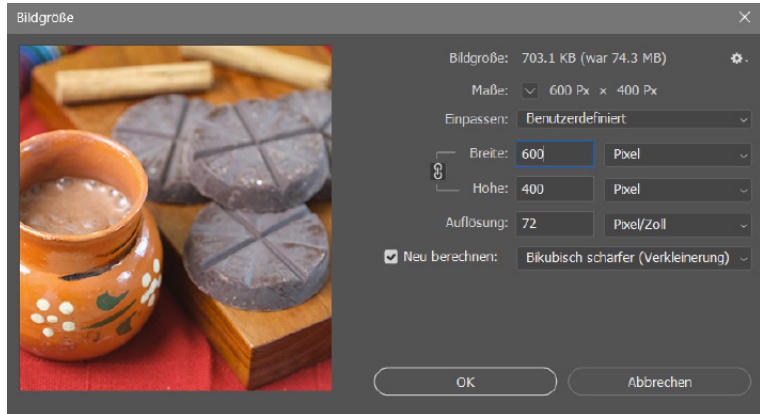 Bildgröße
Bildgröße: 703.1 KB (war 74.3 MB)
Maße: 600 Px × 400 Px
Einpassen: Benutzerdefiniert
Breite: 600 Pixel
Höhe: 400 Pixel
Auflösung: 72 Pixel/Zoll
Neu berechnen: Bikubisch schärfer (Verkleinerung)
OK Abbrechen